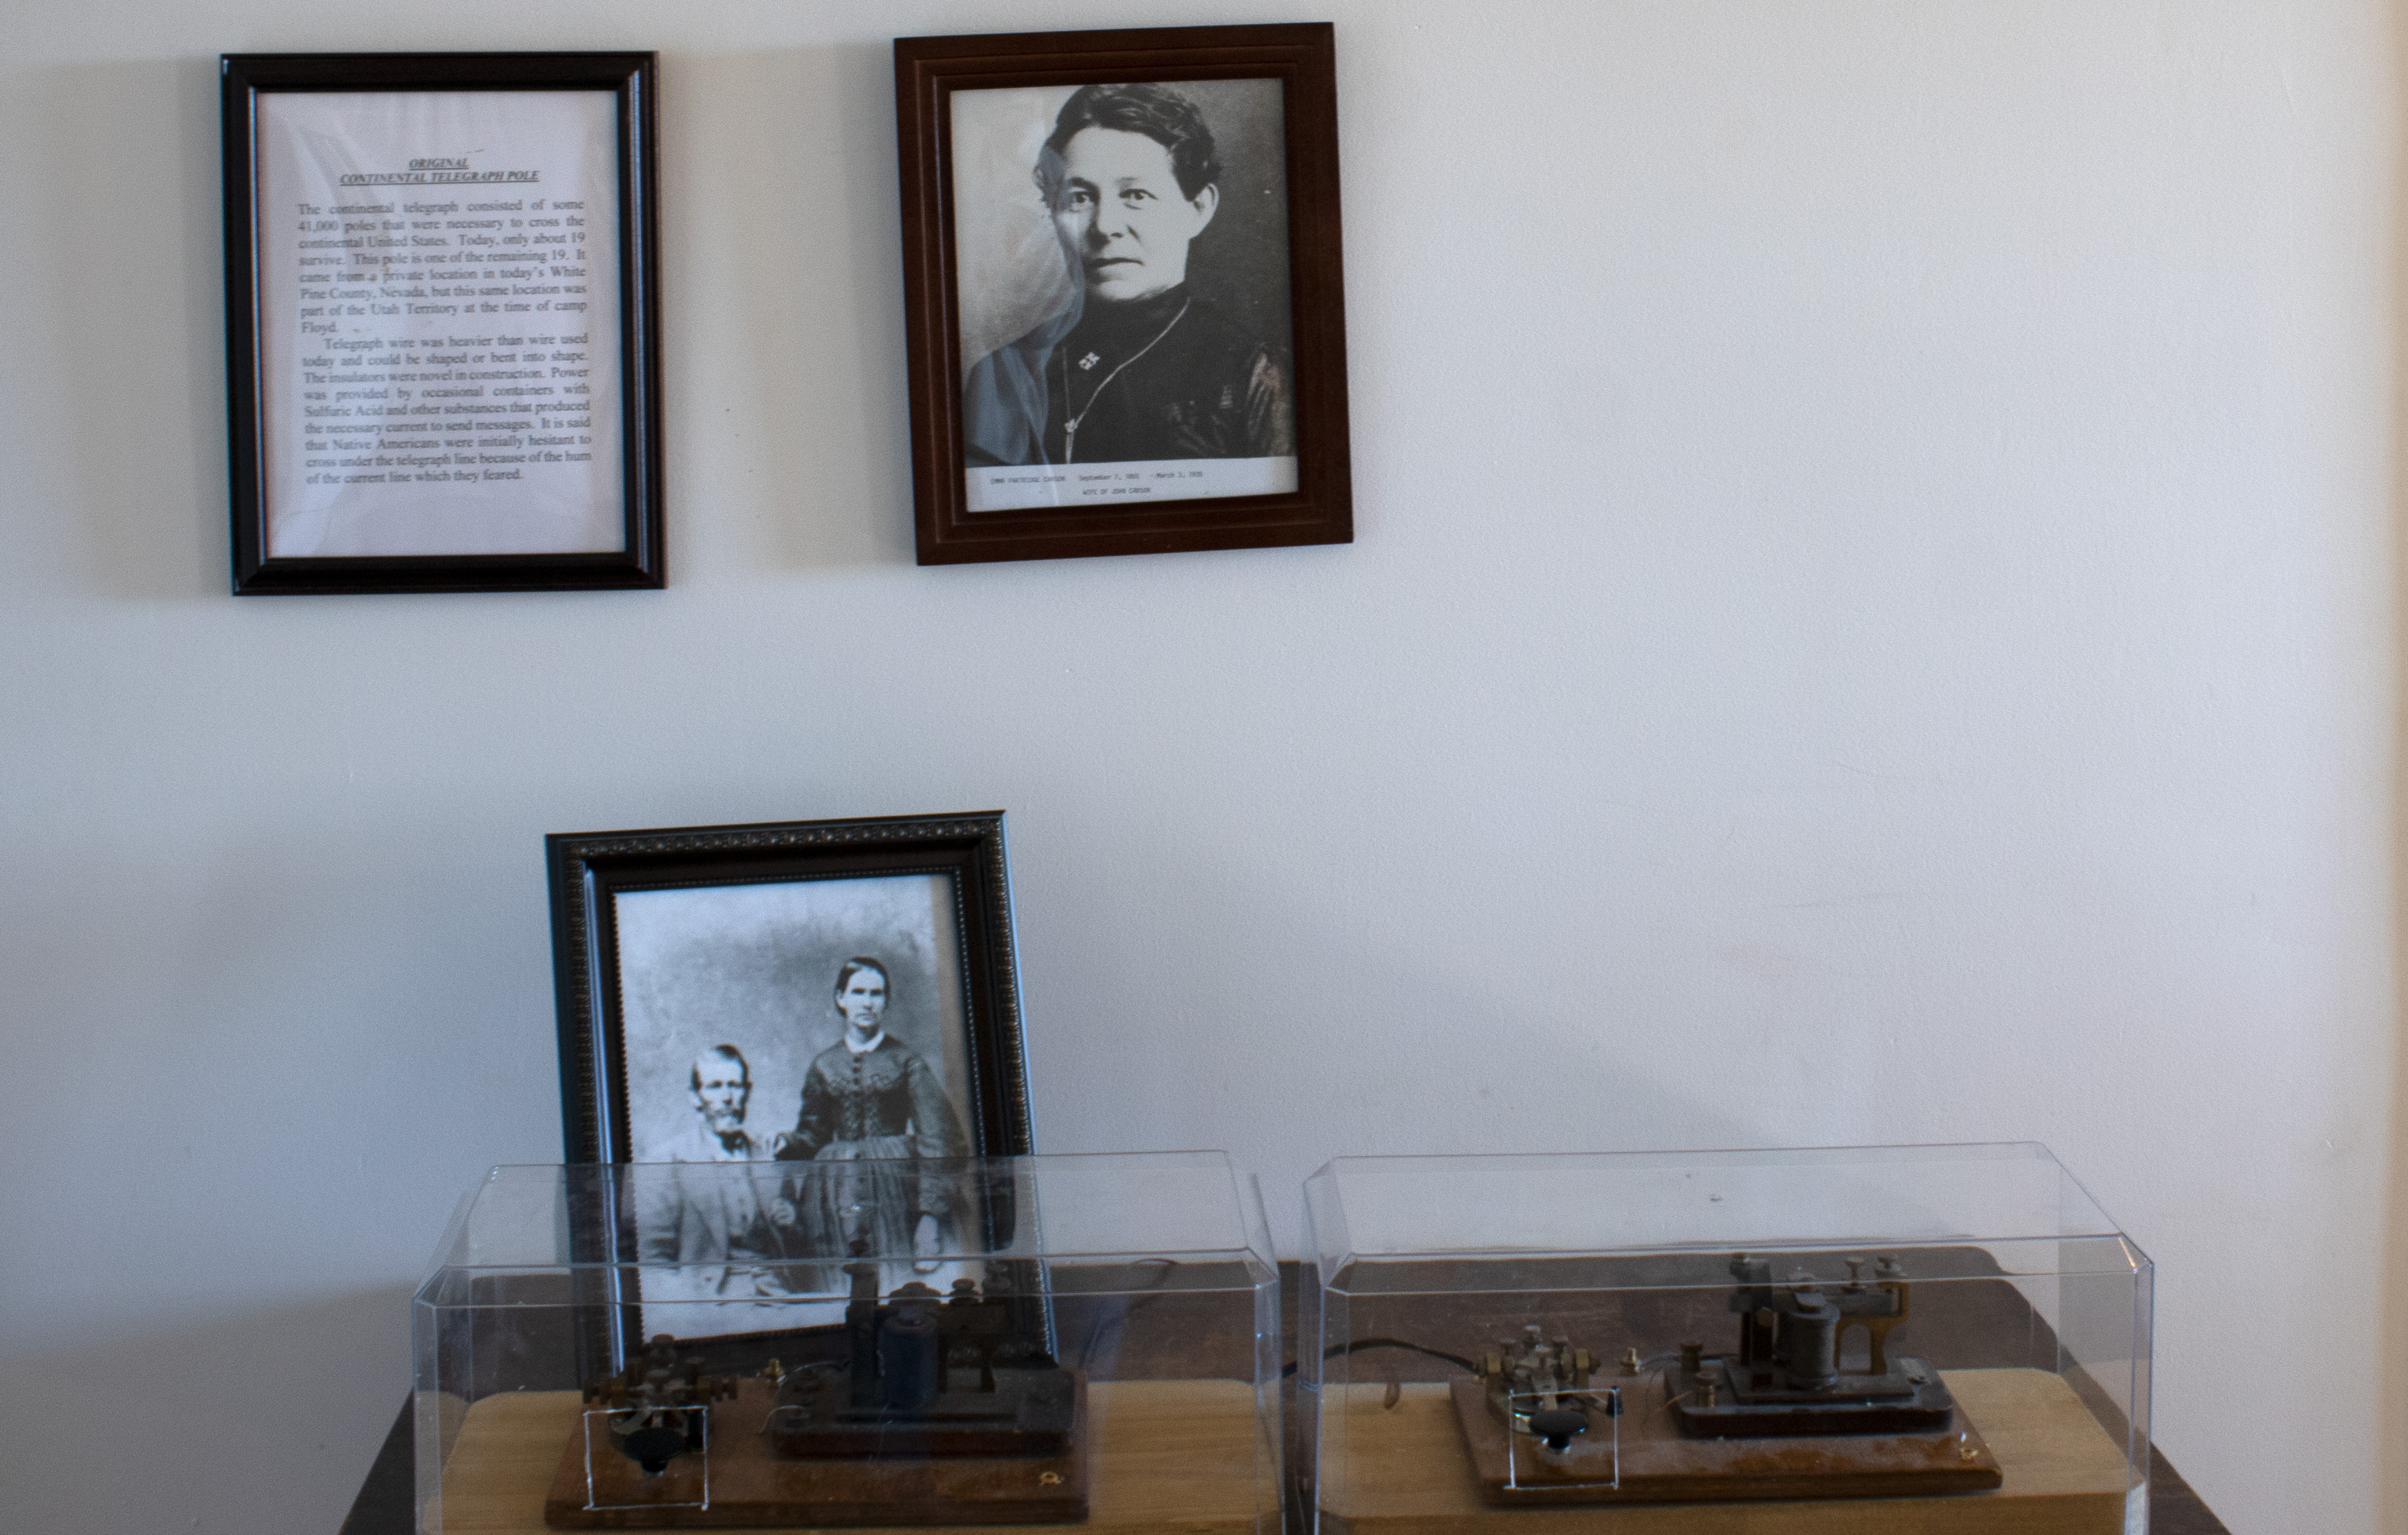 ORIGINAL
CONTINENTAL TELEGRAPH POLE
The continental telegraph consisted of some
41,000 poles that were necessary to cross the
continental United States. Today, only about 19
survive. This pole is one of the remaining 19. It
came from a private location in today's White
Pine County, Nevada, but this same location was
part of the Utah Territory at the time of camp
Floyd.
Telegraph wire was heavier than wire used
today and could be shaped or bent into shape.
The insulators were novel in construction. Power
was provided by occasional containers with
Sulfuric Acid and other substances that produced
the necessary current to send messages. It is said
that Native Americans were initially hesitant to
cross under the telegraph line because of the hum
of the current line which they feared.
EMMA PARTRIDGE CARSON September 7, - March 3,
WIFE OF JOHN CARSON